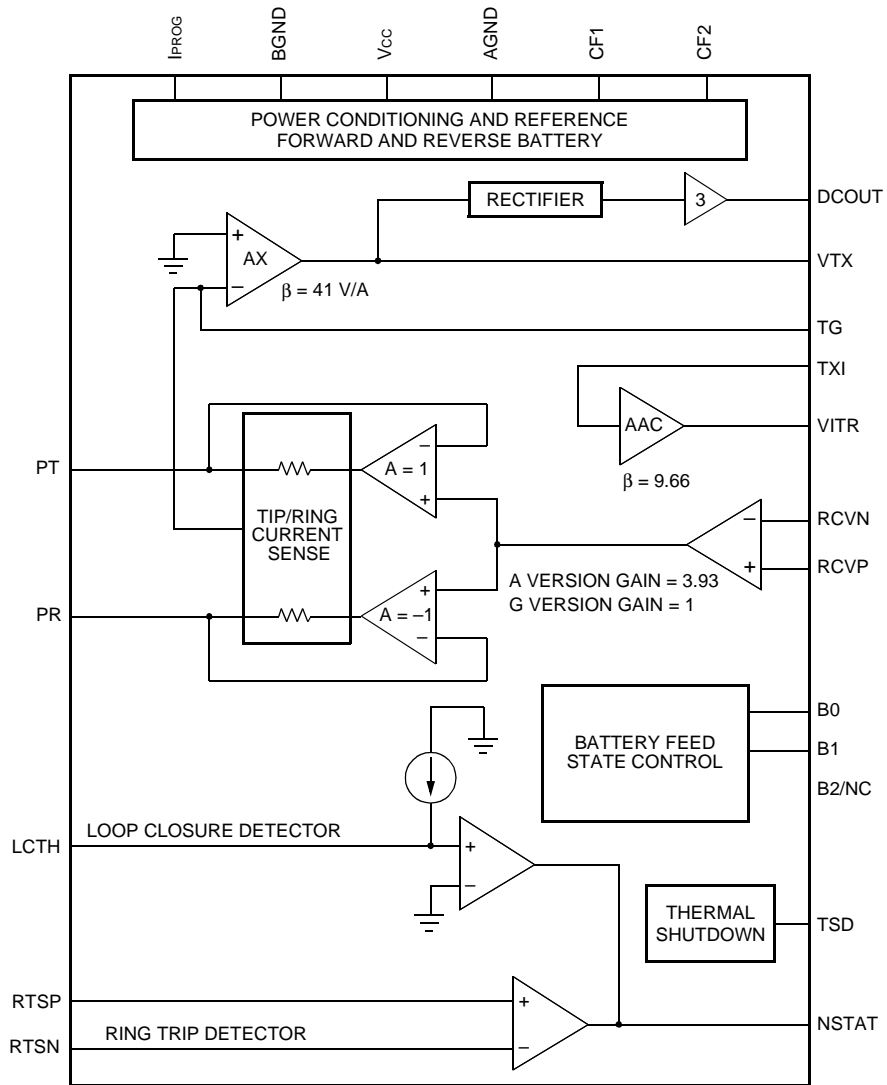 IPROG
BGND
VCC
AGND
CF1
CF2
POWER CONDITIONING AND REFERENCE
FORWARD AND REVERSE BATTERY
RECTIFIER
3
DCOUT
+
AX
−
β = 41 V/A
VTX
TG
TXI
AAC
VITR
β = 9.66
PT
−
A = 1
+
TIP/RING
CURRENT
SENSE
−
RCVN
+
RCVP
A VERSION GAIN = 3.93
G VERSION GAIN = 1
PR
+
A = –1
−
BATTERY FEED
STATE CONTROL
B0
B1
B2/NC
LCTH
LOOP CLOSURE DETECTOR
+
−
THERMAL
SHUTDOWN
TSD
RTSP
+
RTSN
RING TRIP DETECTOR
−
NSTAT